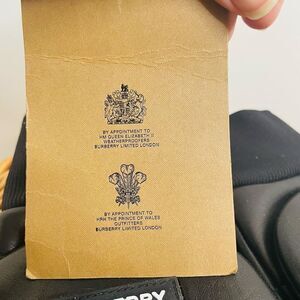 BY APPOINTMENT TO
HM QUEEN ELIZABETH II
WEATHERPROOFERS
BURBERRY LIMITED LONDON
BY APPOINTMENT TO
HRH THE PRINCE OF WALES
OUTFITTERS
BURBERRY LIMITED LONDON